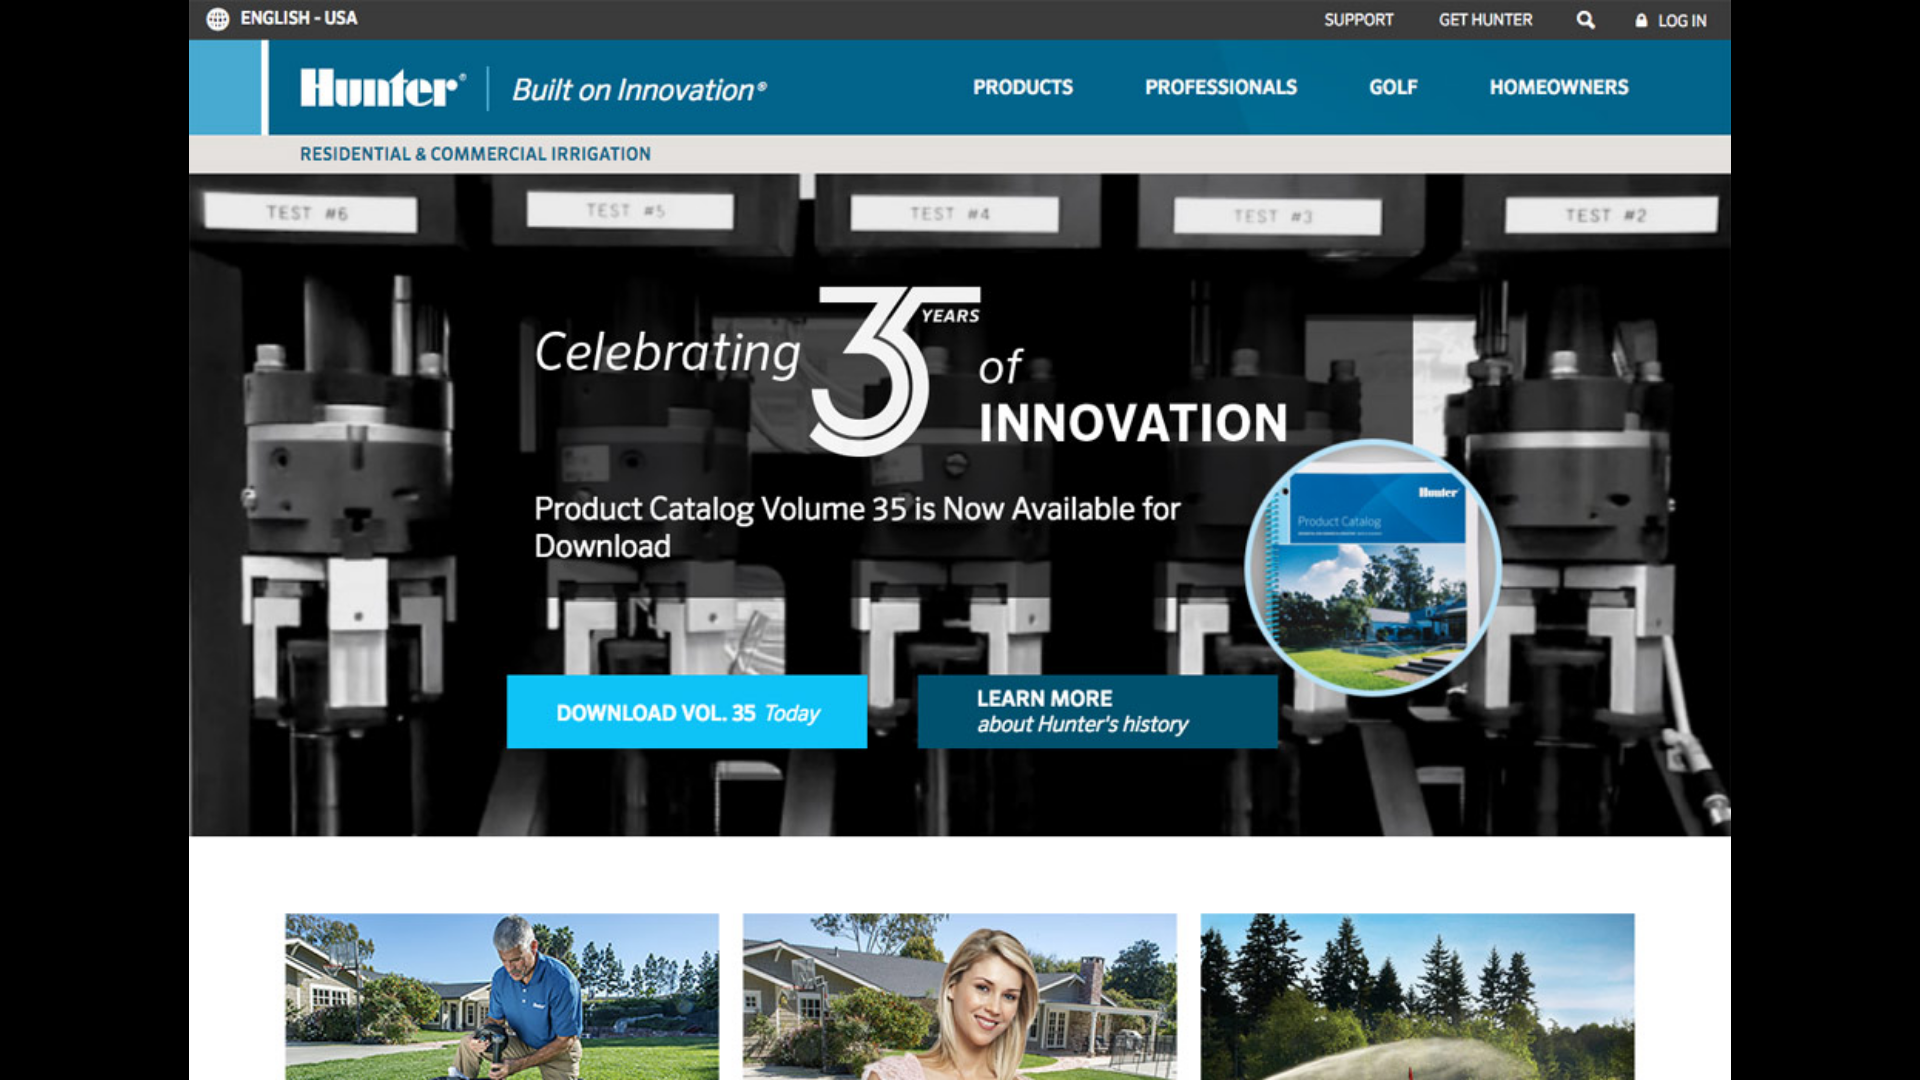 ENGLISH - USA
SUPPORT
GET HUNTER
LOG IN
Hunter®
Built on Innovation®
PRODUCTS
PROFESSIONALS
GOLF
HOMEOWNERS
RESIDENTIAL & COMMERCIAL IRRIGATION
TEST #6
TEST #5
TEST #4
TEST #3
TEST #2
Celebrating 35 YEARS of
INNOVATION
Product Catalog Volume 35 is Now Available for
Download
Hunter
Product Catalog
DOWNLOAD VOL. 35 Today
LEARN MORE
about Hunter's history